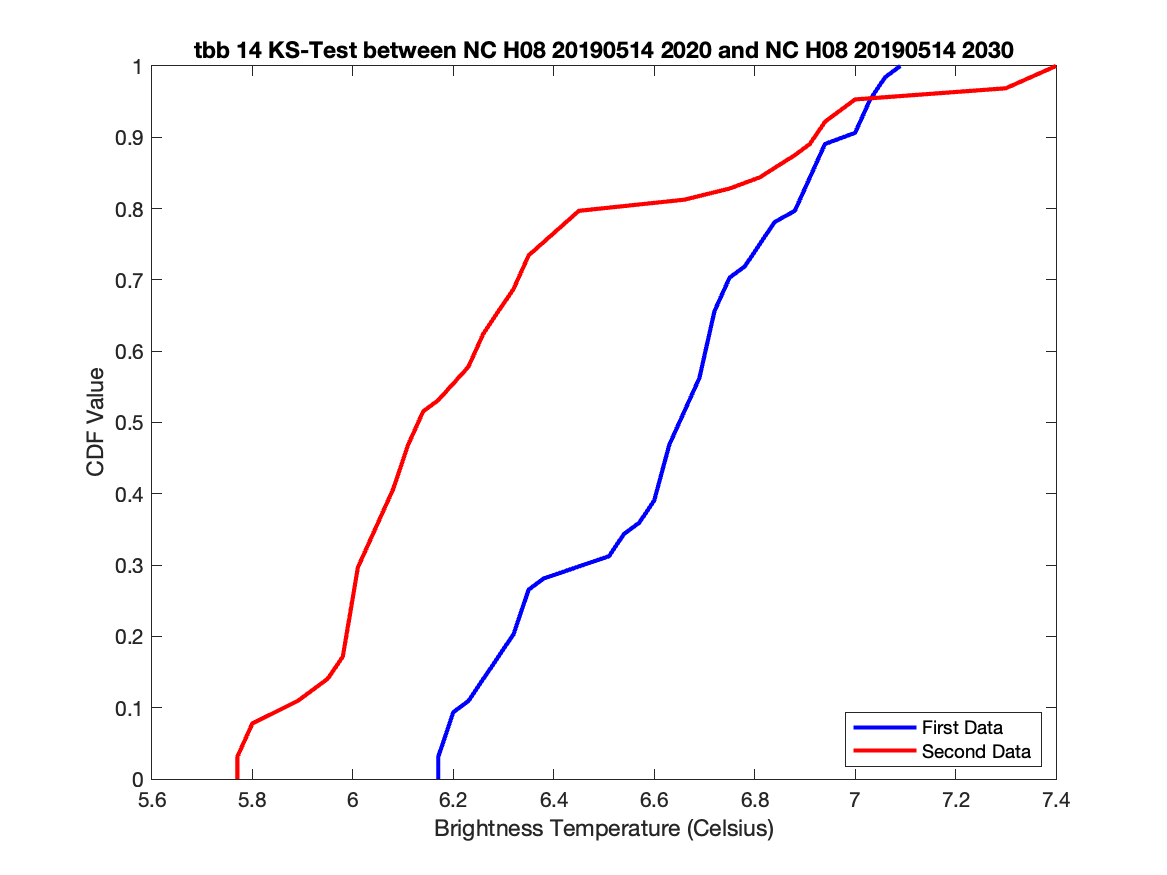 tbb 14 KS-Test between NC H08 20190514 2020 and NC H08 20190514 2030
1
0.9
0.8
0.7
0.6
0.5
0.4
0.3
0.2
0.1
0
CDF Value
First Data
Second Data
5.6 5.8 6 6.2 6.4 6.6 6.8 7 7.2 7.4
Brightness Temperature (Celsius)